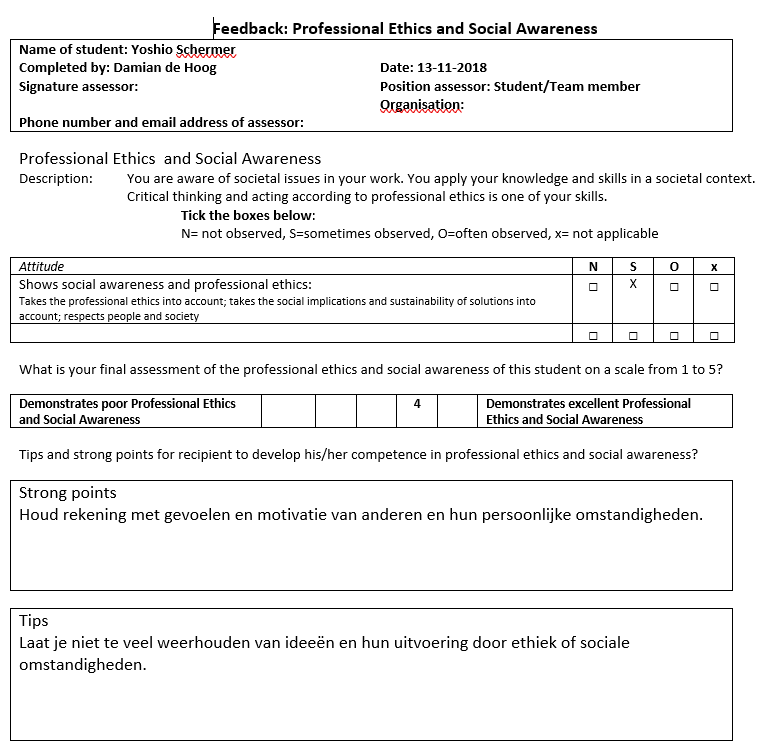 Feedback: Professional Ethics and Social Awareness
Name of student: Yoshio Schermer
Completed by: Damian de Hoog Date: 13-11-2018
Signature assessor: Position assessor: Student/Team member
Organisation:
Phone number and email address of assessor:
Professional Ethics and Social Awareness
Description: You are aware of societal issues in your work. You apply your knowledge and skills in a societal context.
Critical thinking and acting according to professional ethics is one of your skills.
Tick the boxes below:
N= not observed, S=sometimes observed, O=often observed, x= not applicable
Attitude N S O x
Shows social awareness and professional ethics: ☐ X ☐ ☐
Takes the professional ethics into account; takes the social implications and sustainability of solutions into
account; respects people and society
☐ ☐ ☐ ☐
What is your final assessment of the professional ethics and social awareness of this student on a scale from 1 to 5?
Demonstrates poor Professional Ethics 4 Demonstrates excellent Professional
and Social Awareness Ethics and Social Awareness
Tips and strong points for recipient to develop his/her competence in professional ethics and social awareness?
Strong points
Houd rekening met gevoelen en motivatie van anderen en hun persoonlijke omstandigheden.
Tips
Laat je niet te veel weerhouden van ideeën en hun uitvoering door ethiek of sociale
omstandigheden.